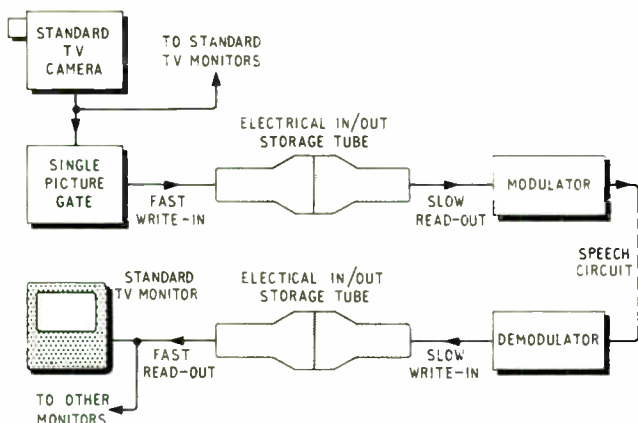 STANDARD
TV
CAMERA
TO STANDARD
TV MONITORS
ELECTRICAL IN/OUT
STORAGE TUBE
SINGLE
PICTURE
GATE
FAST
WRITE-IN
SLOW
READ-OUT
MODULATOR
SPEECH
CIRCUIT
STANDARD
TV MONITOR
ELECTICAL IN/OUT
STORAGE TUBE
FAST
READ-OUT
SLOW
WRITE-IN
DEMODULATOR
TO OTHER
MONITORS